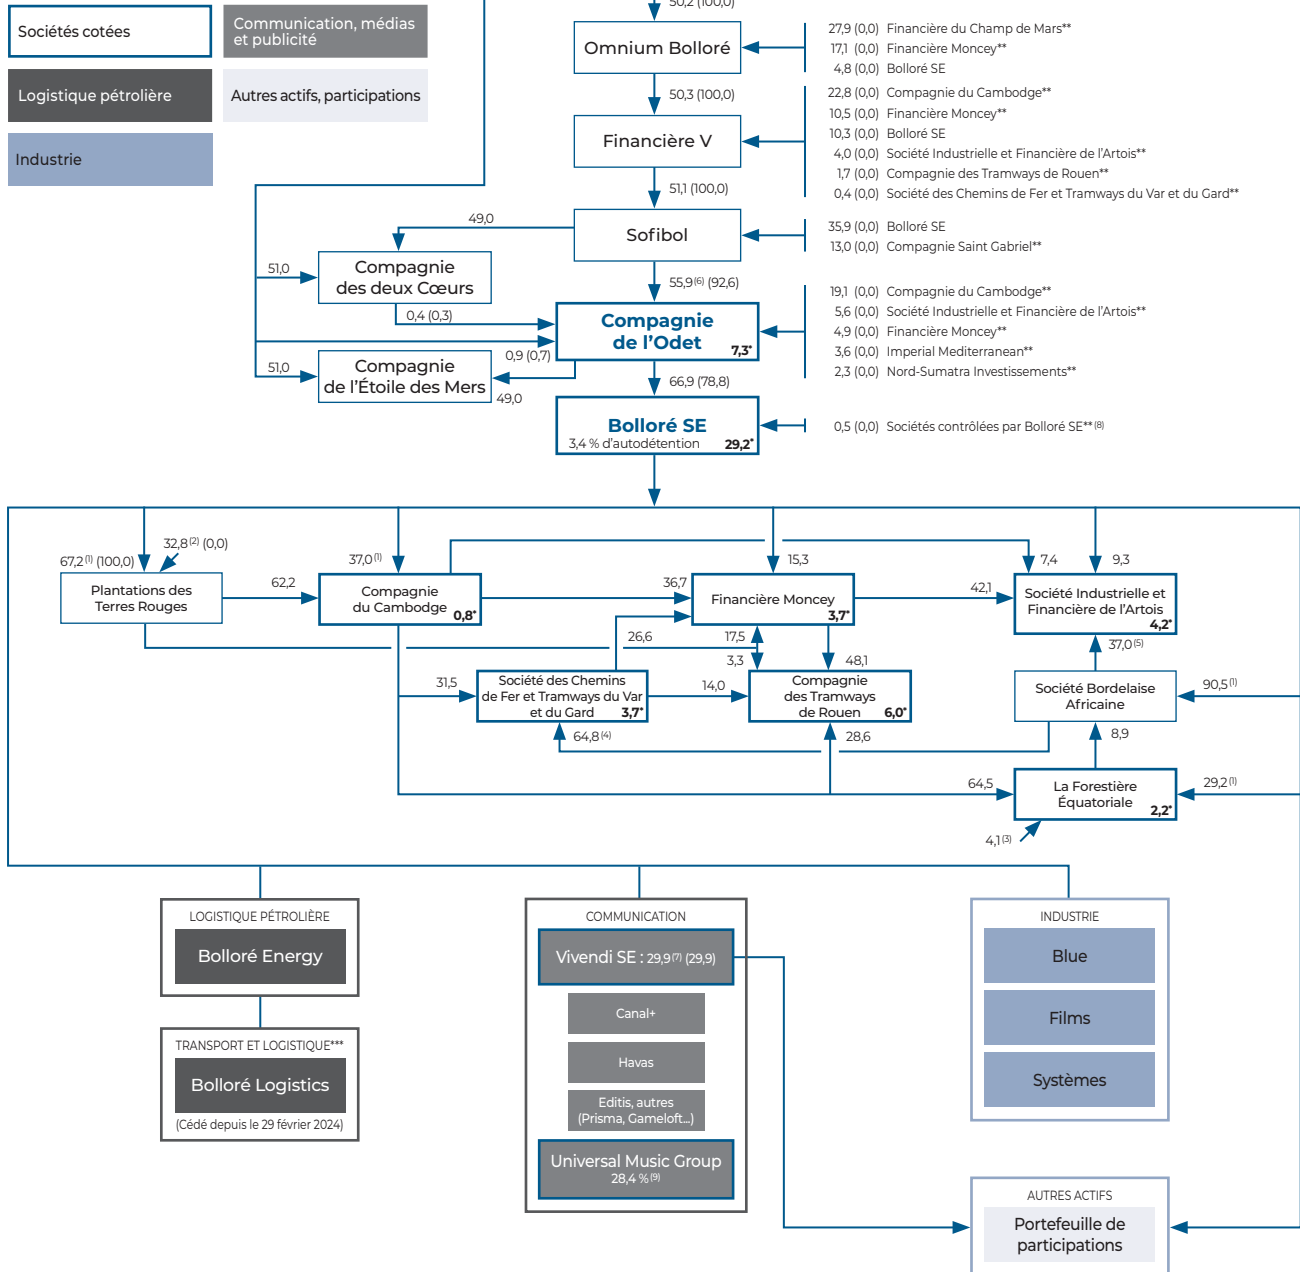 Sociétés cotées
Communication, médias
et publicité
Logistique pétrolière
Autres actifs, participations
Industrie
50,2 (100,0)
Omnium Bolloré
27,9 (0,0) Financière du Champ de Mars**
17,1 (0,0) Financière Moncey**
4,8 (0,0) Bolloré SE
50,3 (100,0)
Financière V
22,8 (0,0) Compagnie du Cambodge**
10,5 (0,0) Financière Moncey**
10,3 (0,0) Bolloré SE
4,0 (0,0) Société Industrielle et Financière de l'Artois**
1,7 (0,0) Compagnie des Tramways de Rouen**
0,4 (0,0) Société des Chemins de Fer et Tramways du Var et du Gard**
51,1 (100,0)
49,0
Sofibol
35,9 (0,0) Bolloré SE
13,0 (0,0) Compagnie Saint Gabriel**
51,0
Compagnie
des deux Cœurs
55,9(6) (92,6)
0,4 (0,3)
Compagnie
de l'Odet
7,3*
19,1 (0,0) Compagnie du Cambodge**
5,6 (0,0) Société Industrielle et Financière de l'Artois**
4,9 (0,0) Financière Moncey**
3,6 (0,0) Imperial Mediterranean**
2,3 (0,0) Nord-Sumatra Investissements**
0,9 (0,7)
51,0
Compagnie
de l'Étoile des Mers
49,0
66,9 (78,8)
Bolloré SE
3,4 % d'autodétention 29,2*
0,5 (0,0) Sociétés contrôlées par Bolloré SE**(8)
67,2(1) (100,0)
32,8(2) (0,0)
37,0(1)
15,3
7,4
9,3
Plantations des
Terres Rouges
62,2
Compagnie
du Cambodge
0,8*
36,7
Financière Moncey
3,7*
42,1
Société Industrielle et
Financière de l'Artois
4,2*
26,6
17,5
3,3
48,1
37,0(5)
31,5
Société des Chemins
de Fer et Tramways du Var
et du Gard 3,7*
14,0
Compagnie
des Tramways
de Rouen 6,0*
Société Bordelaise
Africaine
90,5(1)
64,8(4)
28,6
8,9
64,5
La Forestière
Équatoriale
2,2*
29,2(1)
4,1(3)
LOGISTIQUE PÉTROLIÈRE
Bolloré Energy
TRANSPORT ET LOGISTIQUE***
Bolloré Logistics
(Cédé depuis le 29 février 2024)
COMMUNICATION
Vivendi SE : 29,9(7) (29,9)
Canal+
Havas
Editis, autres
(Prisma, Gameloft...)
Universal Music Group
28,4 %(9)
INDUSTRIE
Blue
Films
Systèmes
AUTRES ACTIFS
Portefeuille de
participations